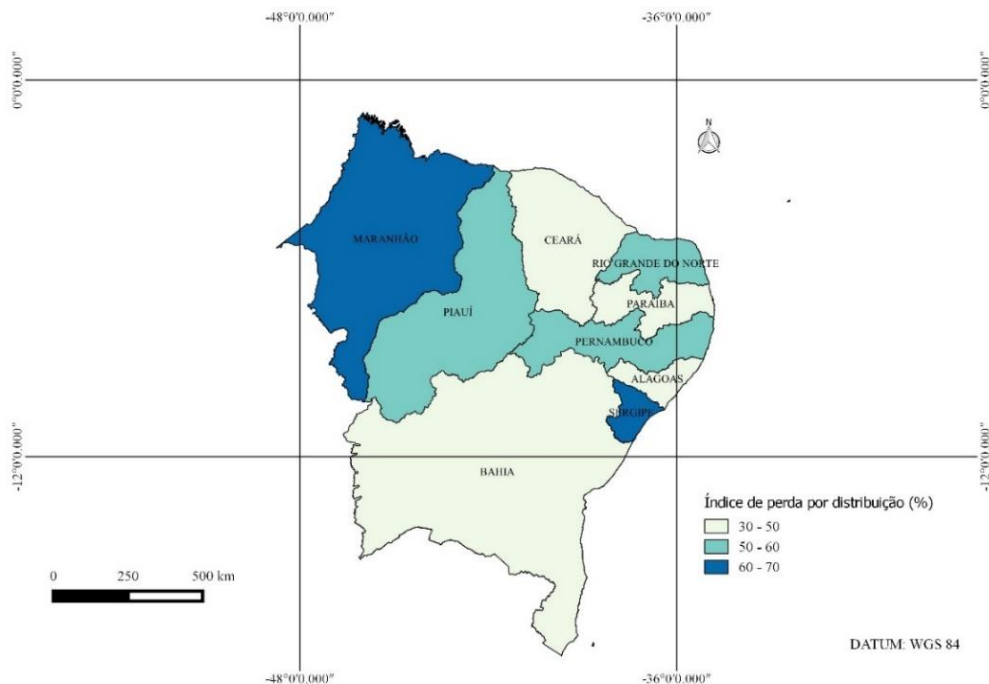 -48°0'0.000"
-36°0'0.000"
0°0'0.000"
0°0'0.000"
N
MARANHÃO
CEARÁ
RIO GRANDE DO NORTE
PARAÍBA
PIAUÍ
PERNAMBUCO
ALAGOAS
SERGIPE
-12°0'0.000"
-12°0'0.000"
BAHIA
Índice de perda por distribuição (%)
30 - 50
50 - 60
60 - 70
0 250 500 km
DATUM: WGS 84
-48°0'0.000"
-36°0'0.000"